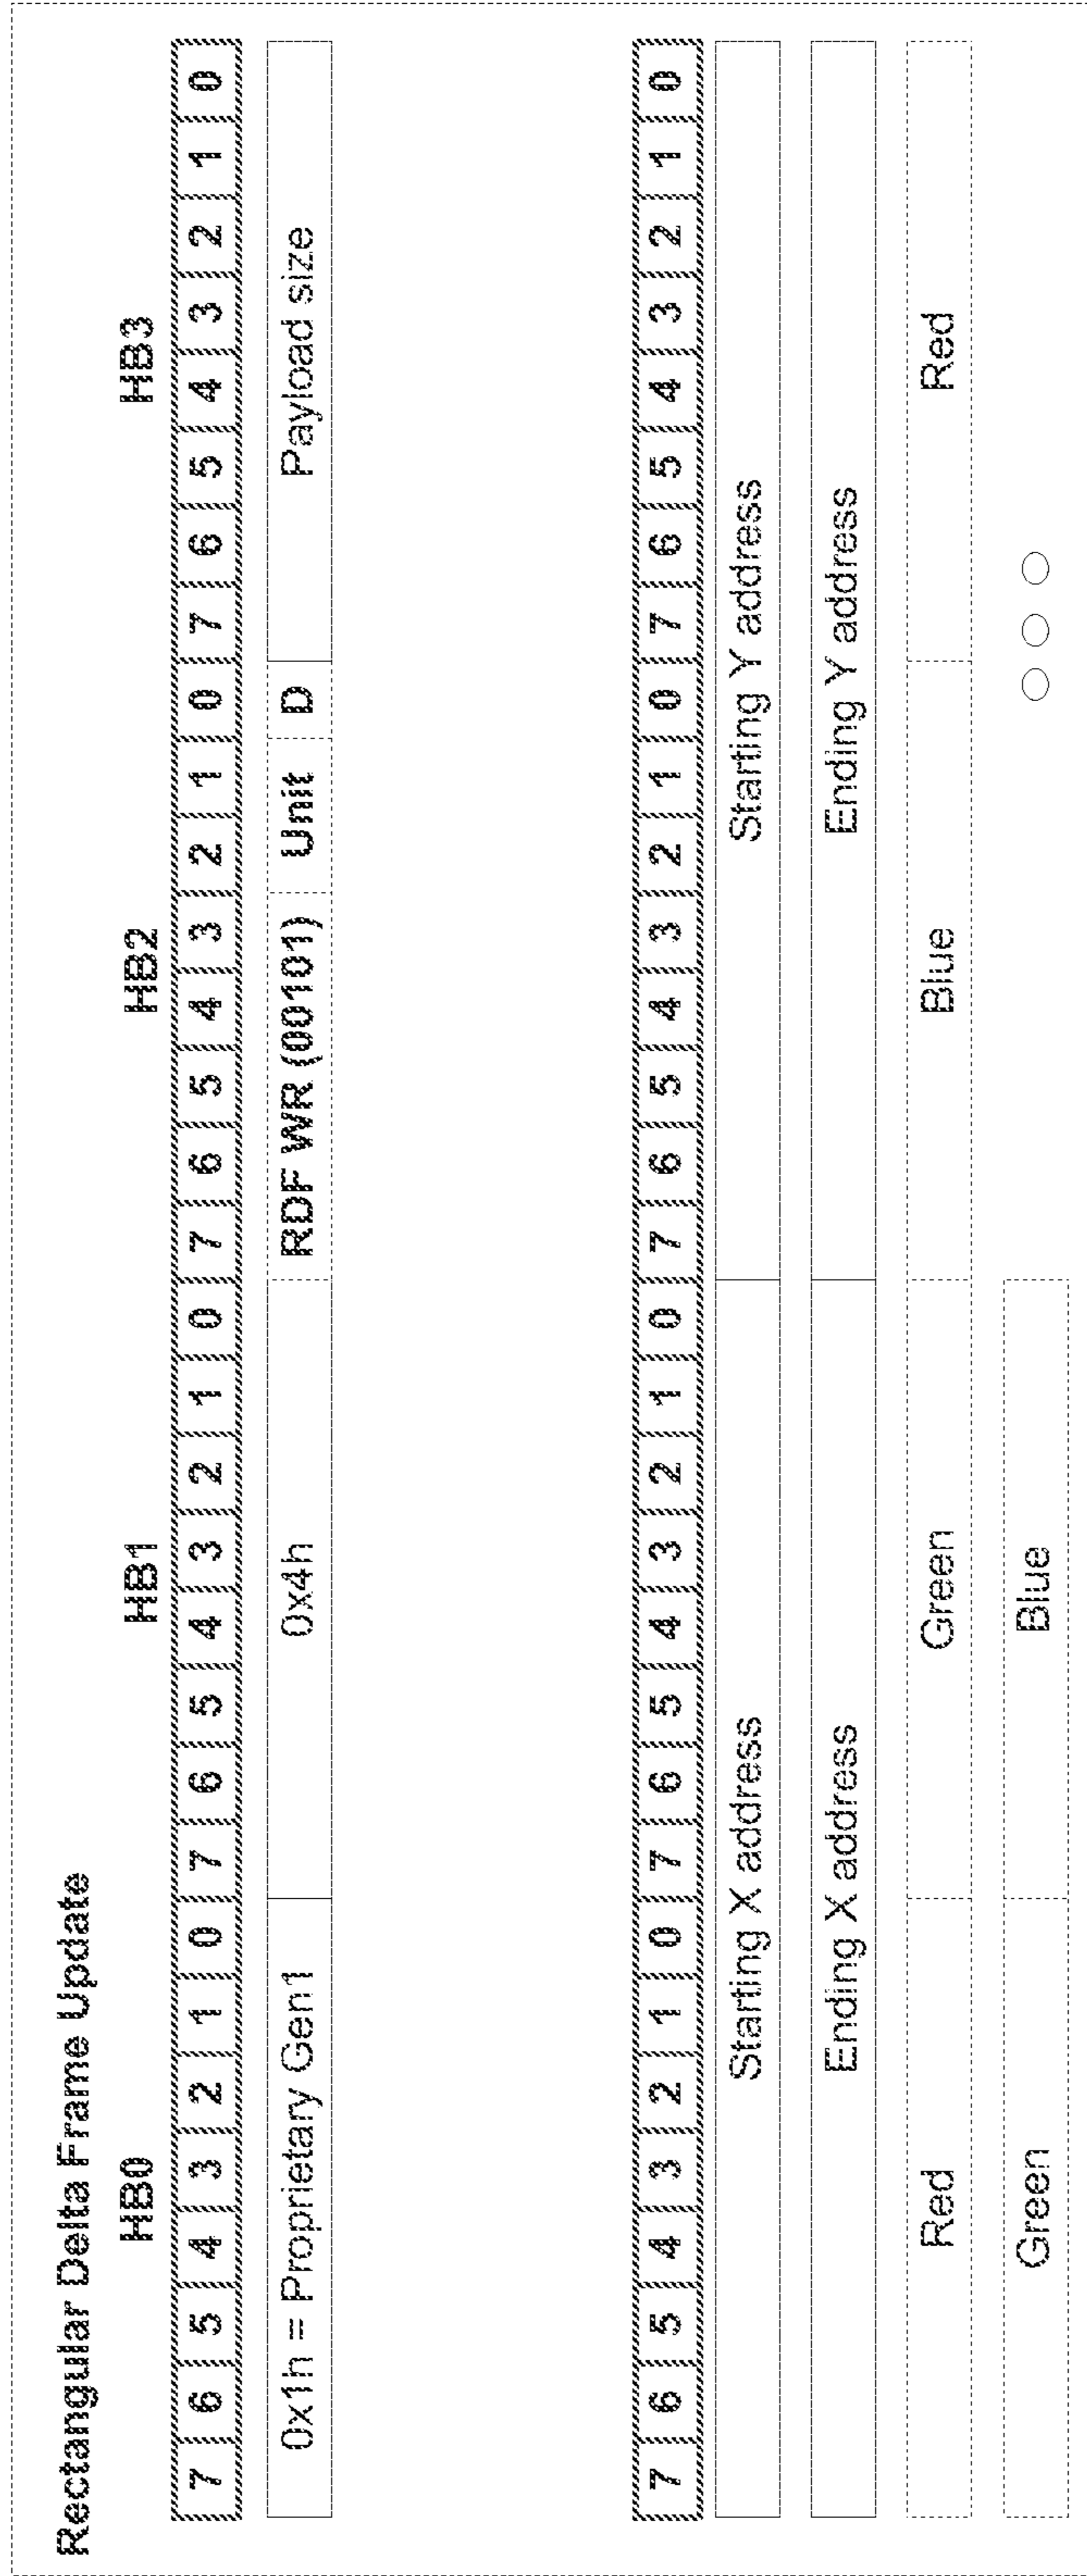 Rectangular Delta Frame Update
HB0 HB1 HB2 HB3
7 6 5 4 3 2 1 0 7 6 5 4 3 2 1 0 7 6 5 4 3 2 1 0 7 6 5 4 3 2 1 0
0x1h = Proprietary Gen1 0x4h RDF WR (00101) Unit D Payload size
7 6 5 4 3 2 1 0 7 6 5 4 3 2 1 0 7 6 5 4 3 2 1 0 7 6 5 4 3 2 1 0
Starting X address Starting Y address
Ending X address Ending Y address
Red Green Blue Red
Green Blue